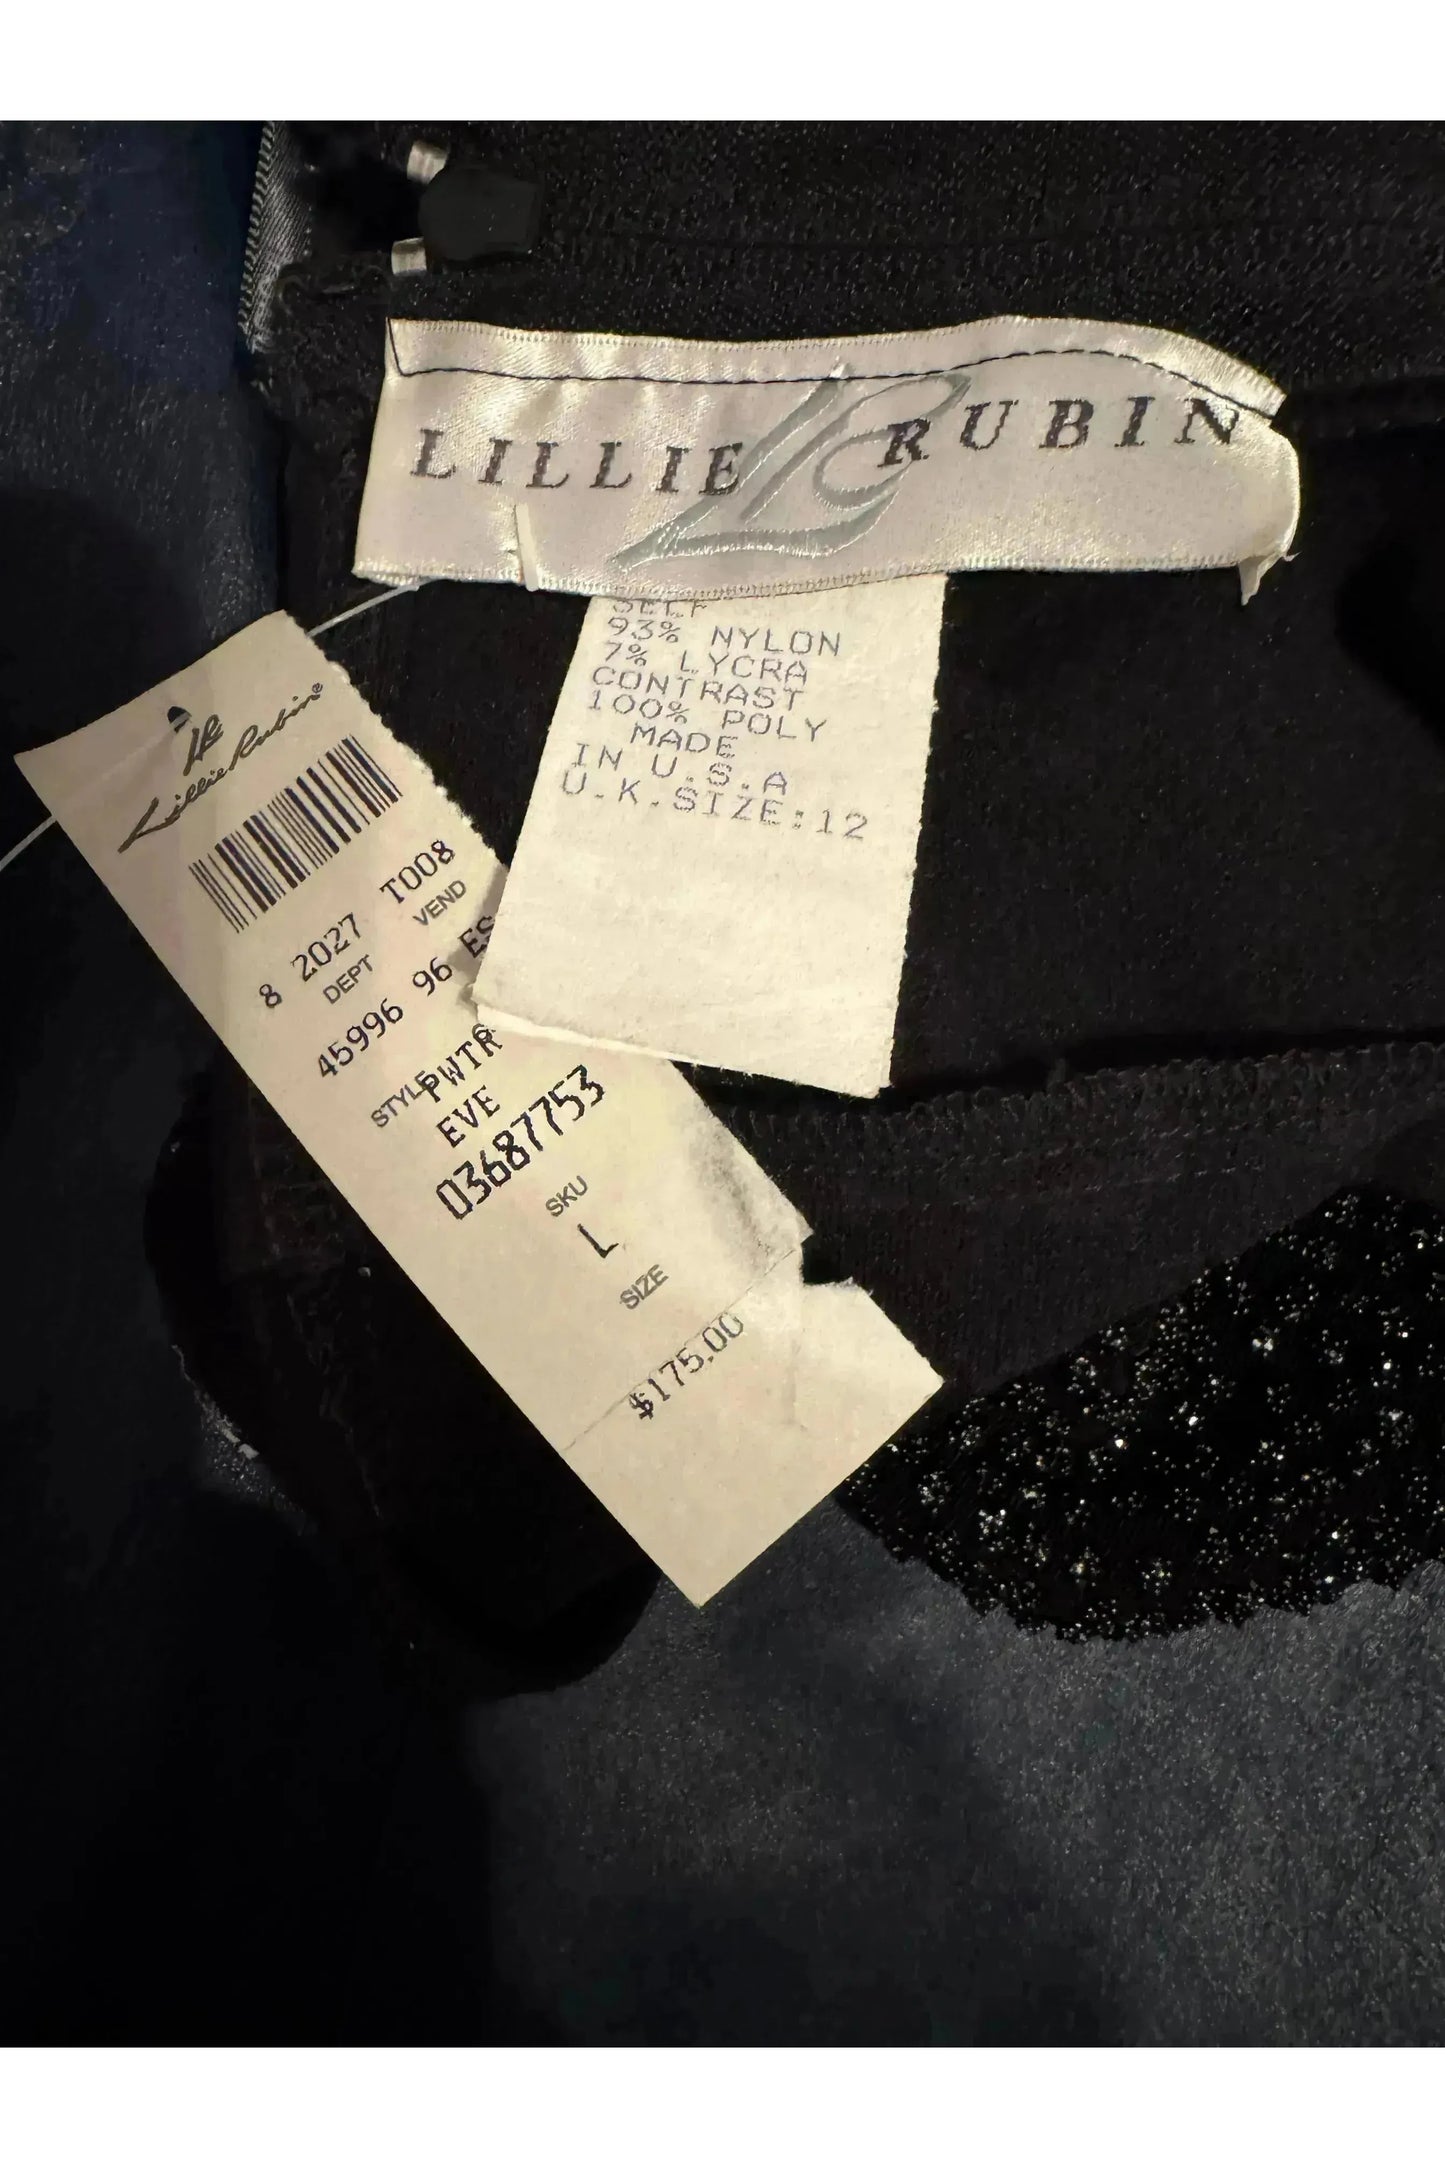 LILLIE RUBIN
SELF
93% NYLON
7% LYCRA
CONTRAST
100% POLY
MADE
IN U.S.A
U.K.SIZE:12
LR
Lillie Rubin®
8 2027 T008
DEPT VEND
45996 96 ES
STYLE PWTR
EVE
03687753
SKU
L
SIZE
$175.00